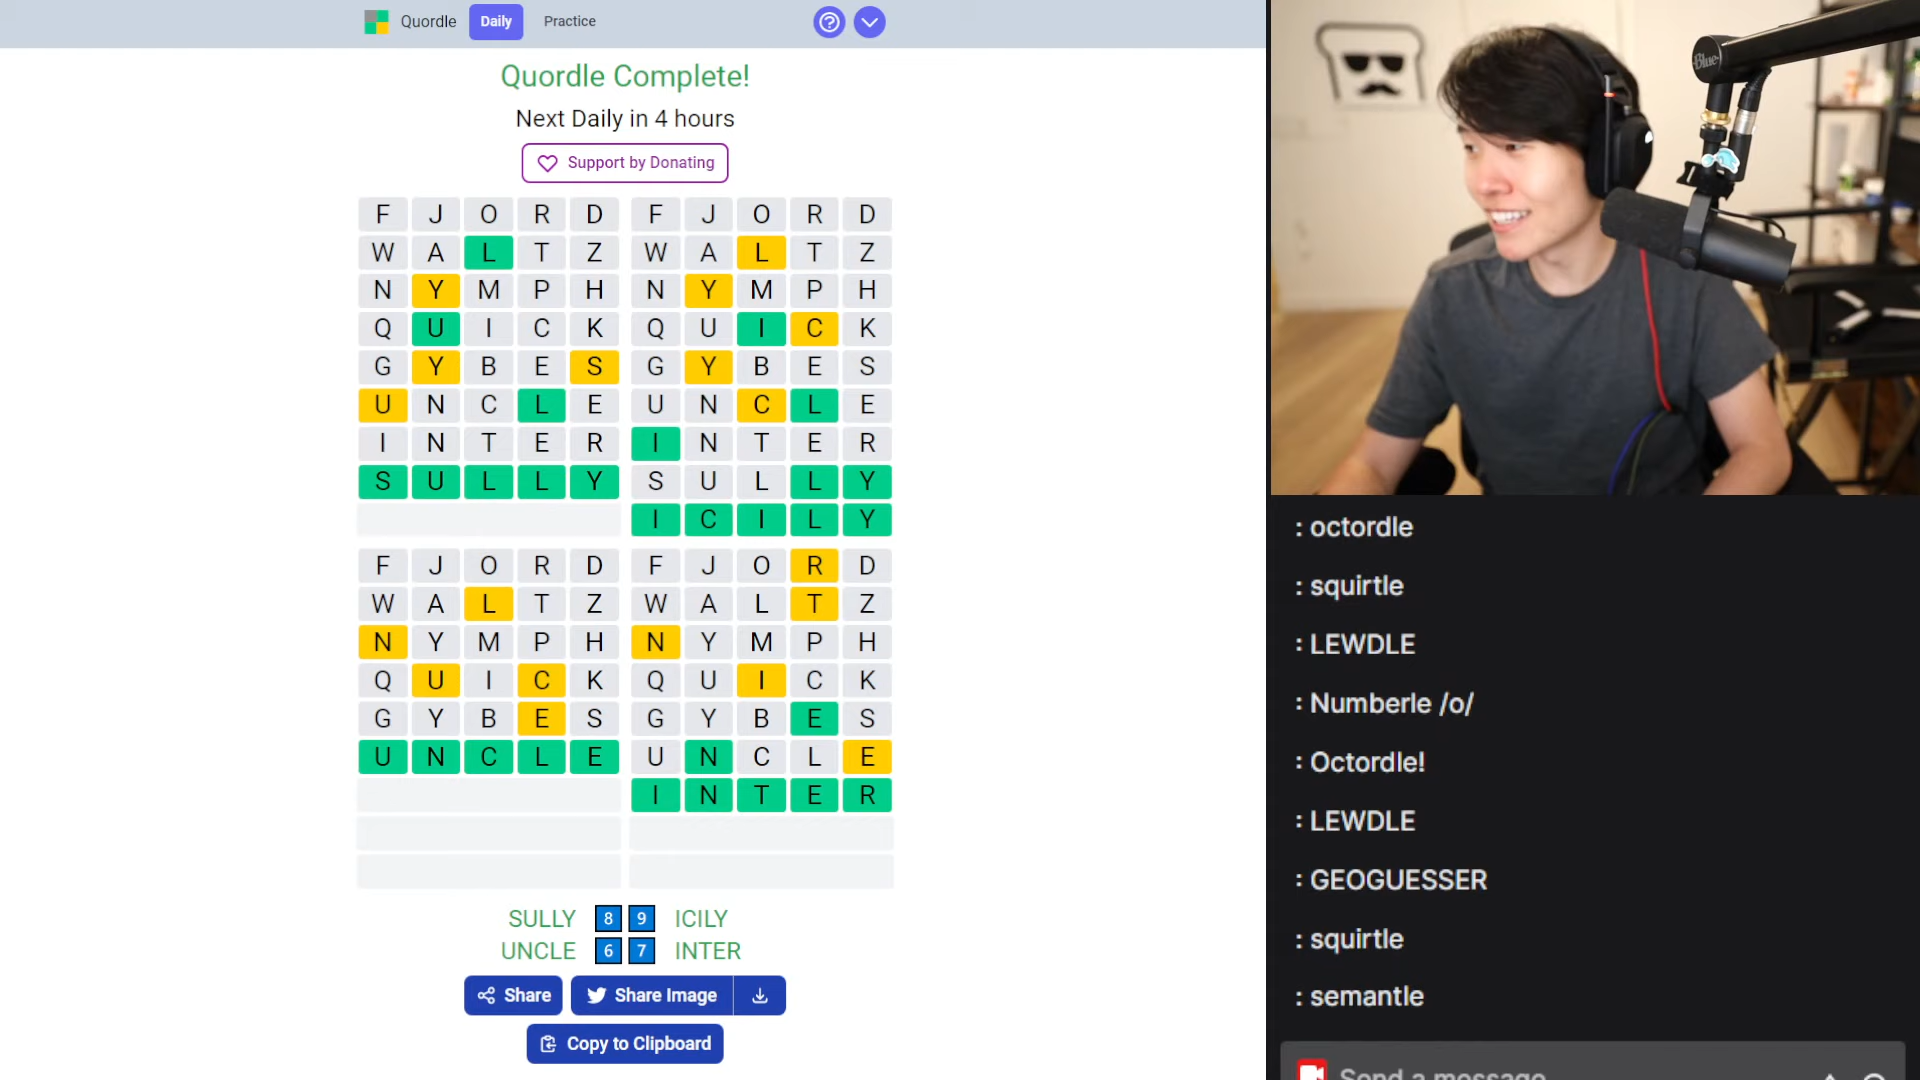 Quordle Daily Practice
Quordle Complete!
Next Daily in 4 hours
Support by Donating
F J O R D F J O R D
W A L T Z W A L T Z
N Y M P H N Y M P H
Q U I C K Q U I C K
G Y B E S G Y B E S
U N C L E U N C L E
I N T E R I N T E R
S U L L Y S U L L Y
I C I L Y
F J O R D F J O R D
W A L T Z W A L T Z
N Y M P H N Y M P H
Q U I C K Q U I C K
G Y B E S G Y B E S
U N C L E U N C L E
I N T E R
SULLY 8 9 ICILY
UNCLE 6 7 INTER
Share Share Image
Copy to Clipboard
Blue
: octordle
: squirtle
: LEWDLE
: Numberle /o/
: Octordle!
: LEWDLE
: GEOGUESSER
: squirtle
: semantle
Send a message